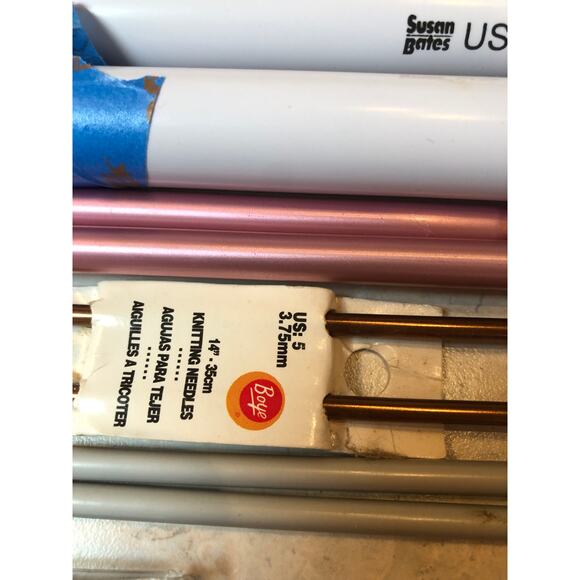 Susan
Bates US
US: 5
3.75mm
Boye
14" - 35cm
KNITTING NEEDLES
AGUJAS PARA TEJER
AIGUILLES A TRICOTER